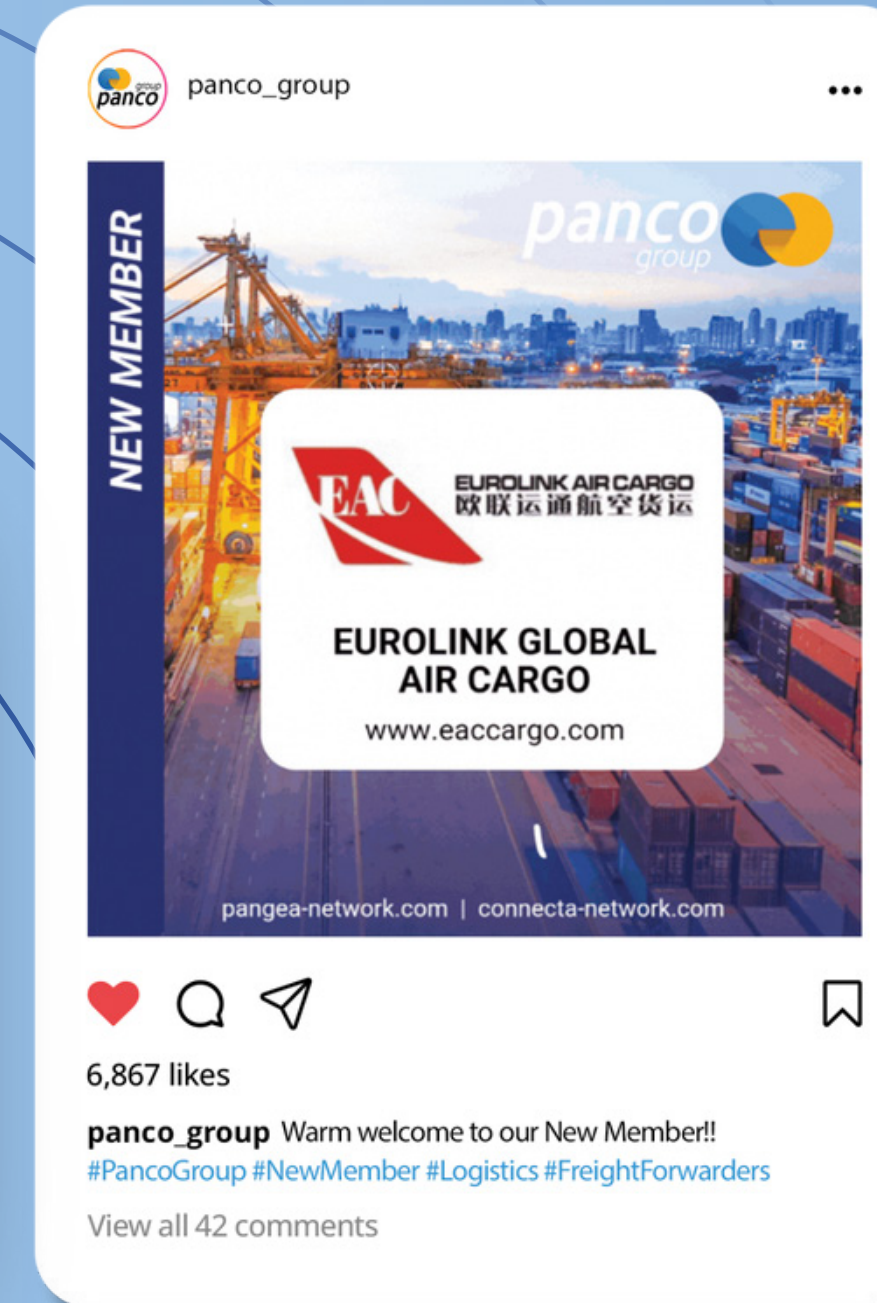 panco group
panco_group
NEW MEMBER
panco
group
EAC
EUROLINK AIR CARGO
欧联运通航空货运
EUROLINK GLOBAL
AIR CARGO
www.eaccargo.com
pangea-network.com | connecta-network.com
6,867 likes
panco_group Warm welcome to our New Member!!
#PancoGroup #NewMember #Logistics #FreightForwarders
View all 42 comments